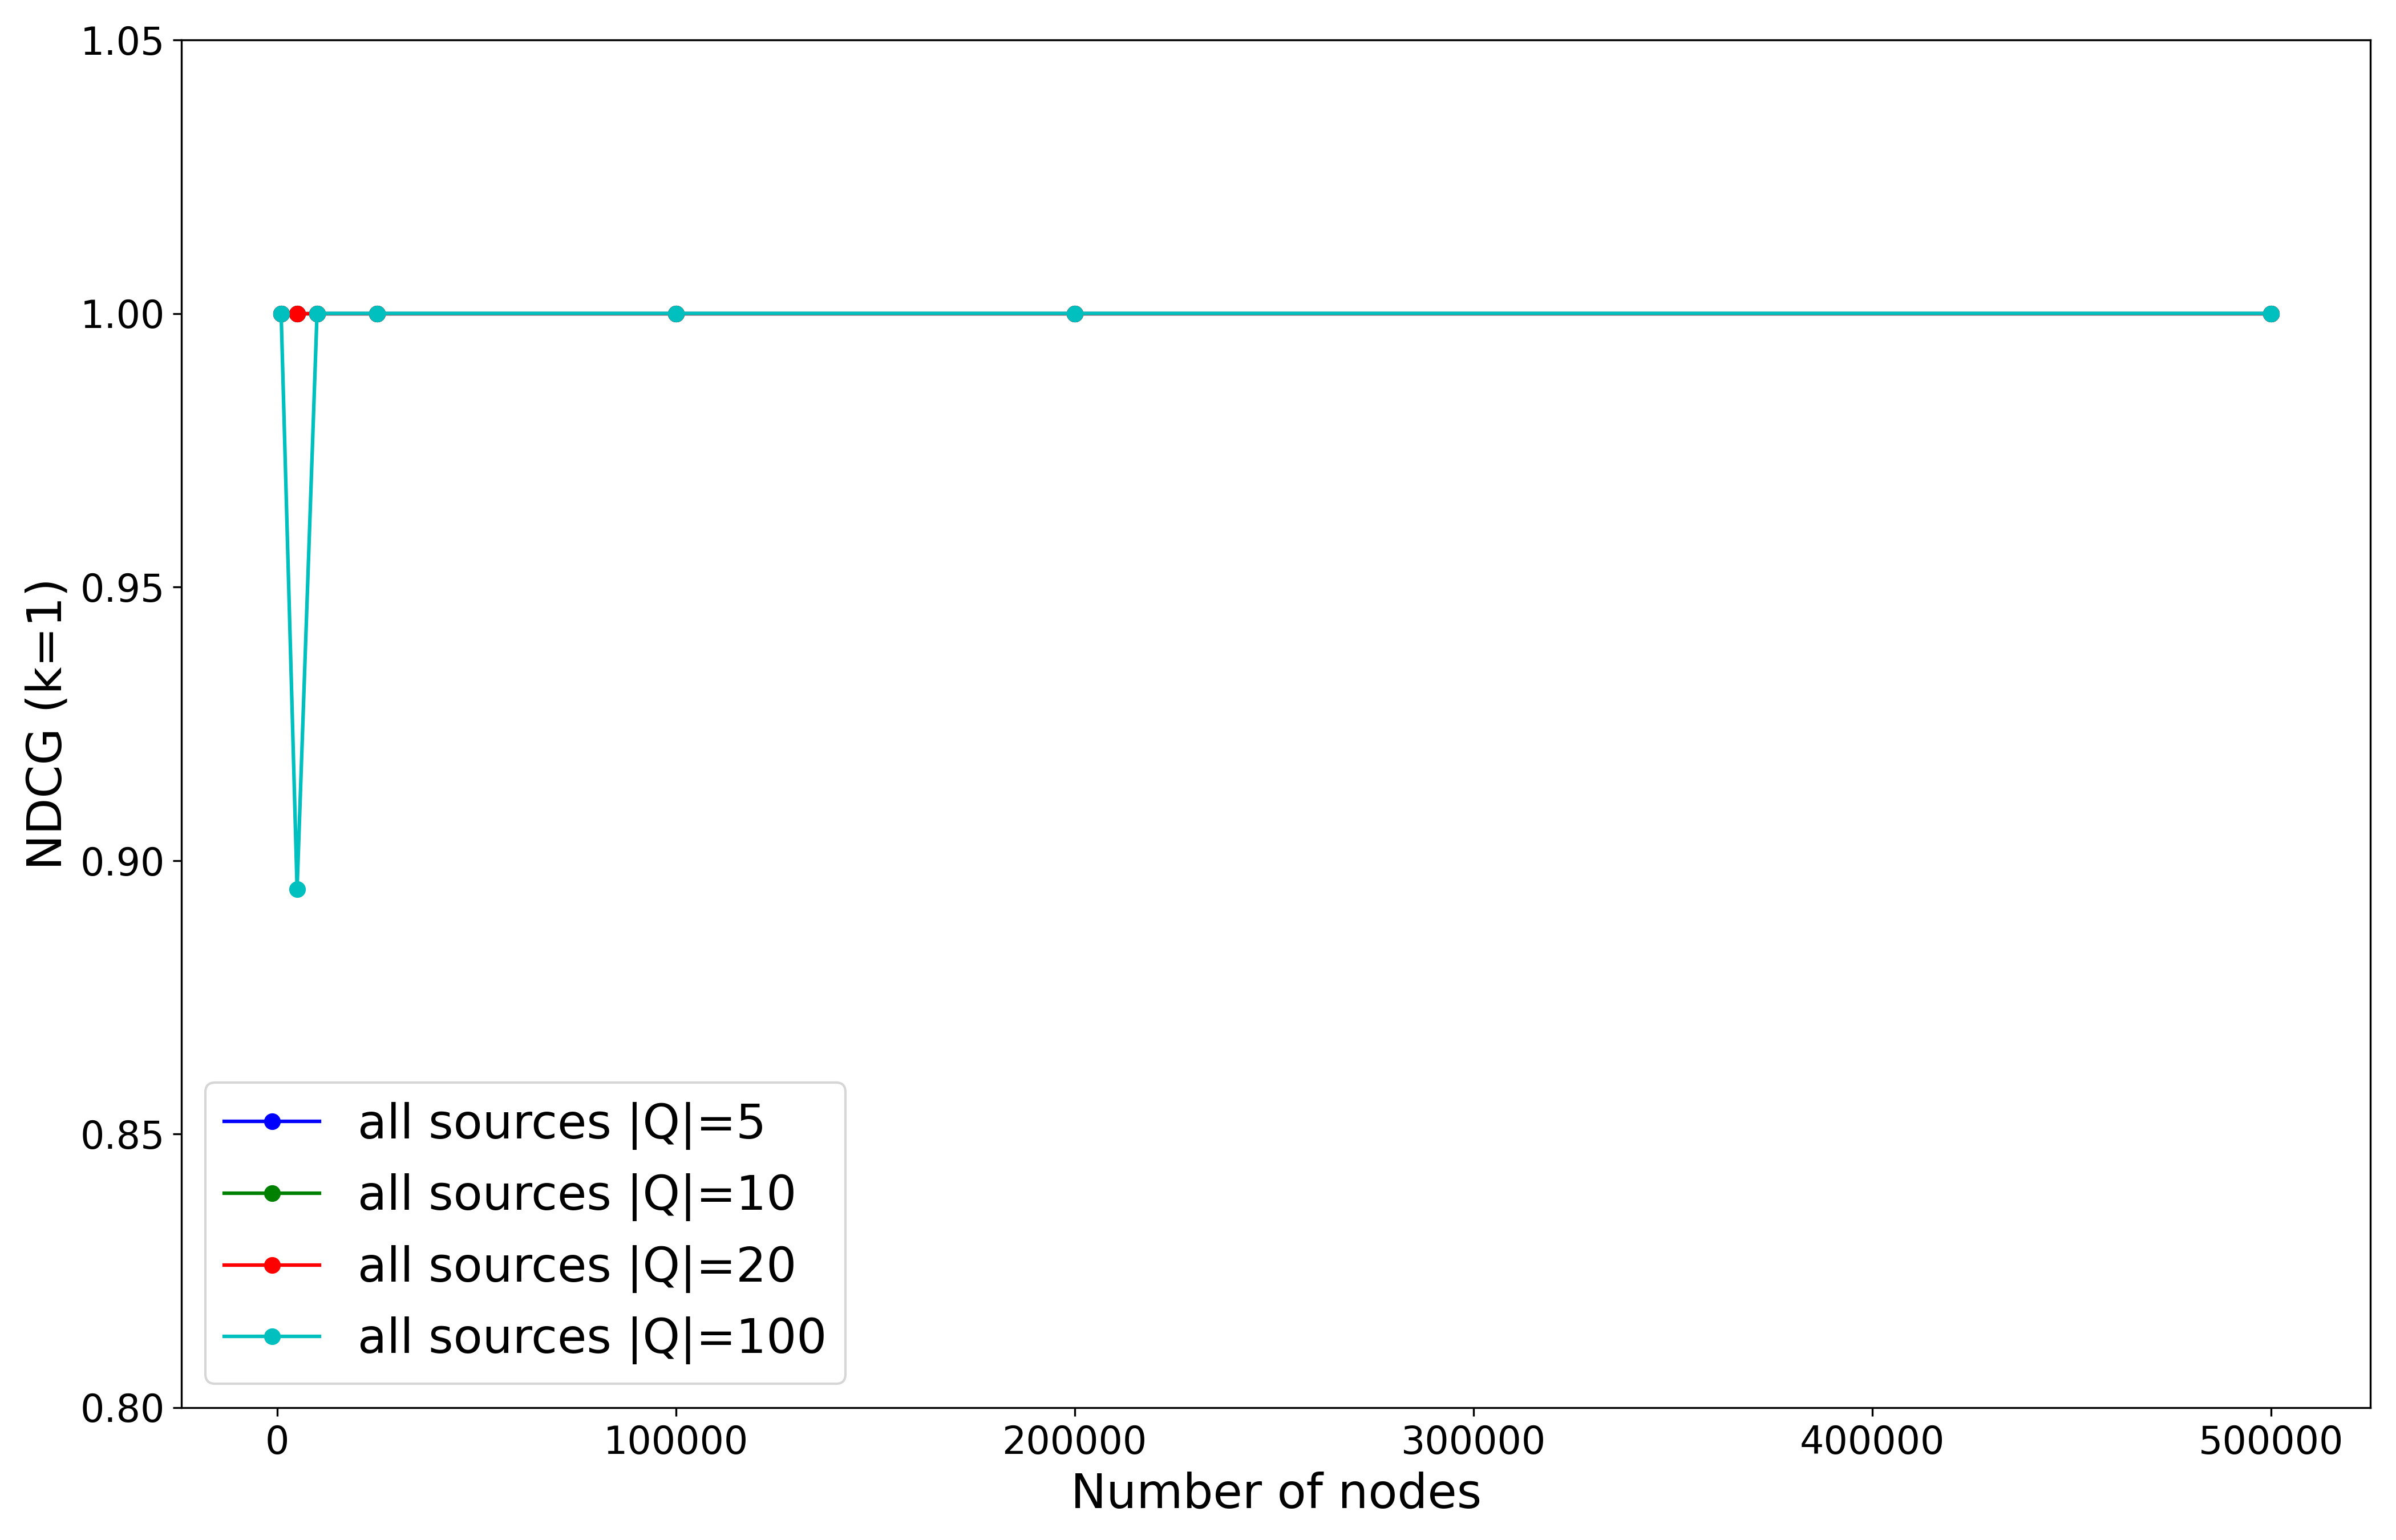 1.05
1.00
0.95
0.90
0.85
0.80
NDCG (k=1)
all sources |Q|=5
all sources |Q|=10
all sources |Q|=20
all sources |Q|=100
0 100000 200000 300000 400000 500000
Number of nodes